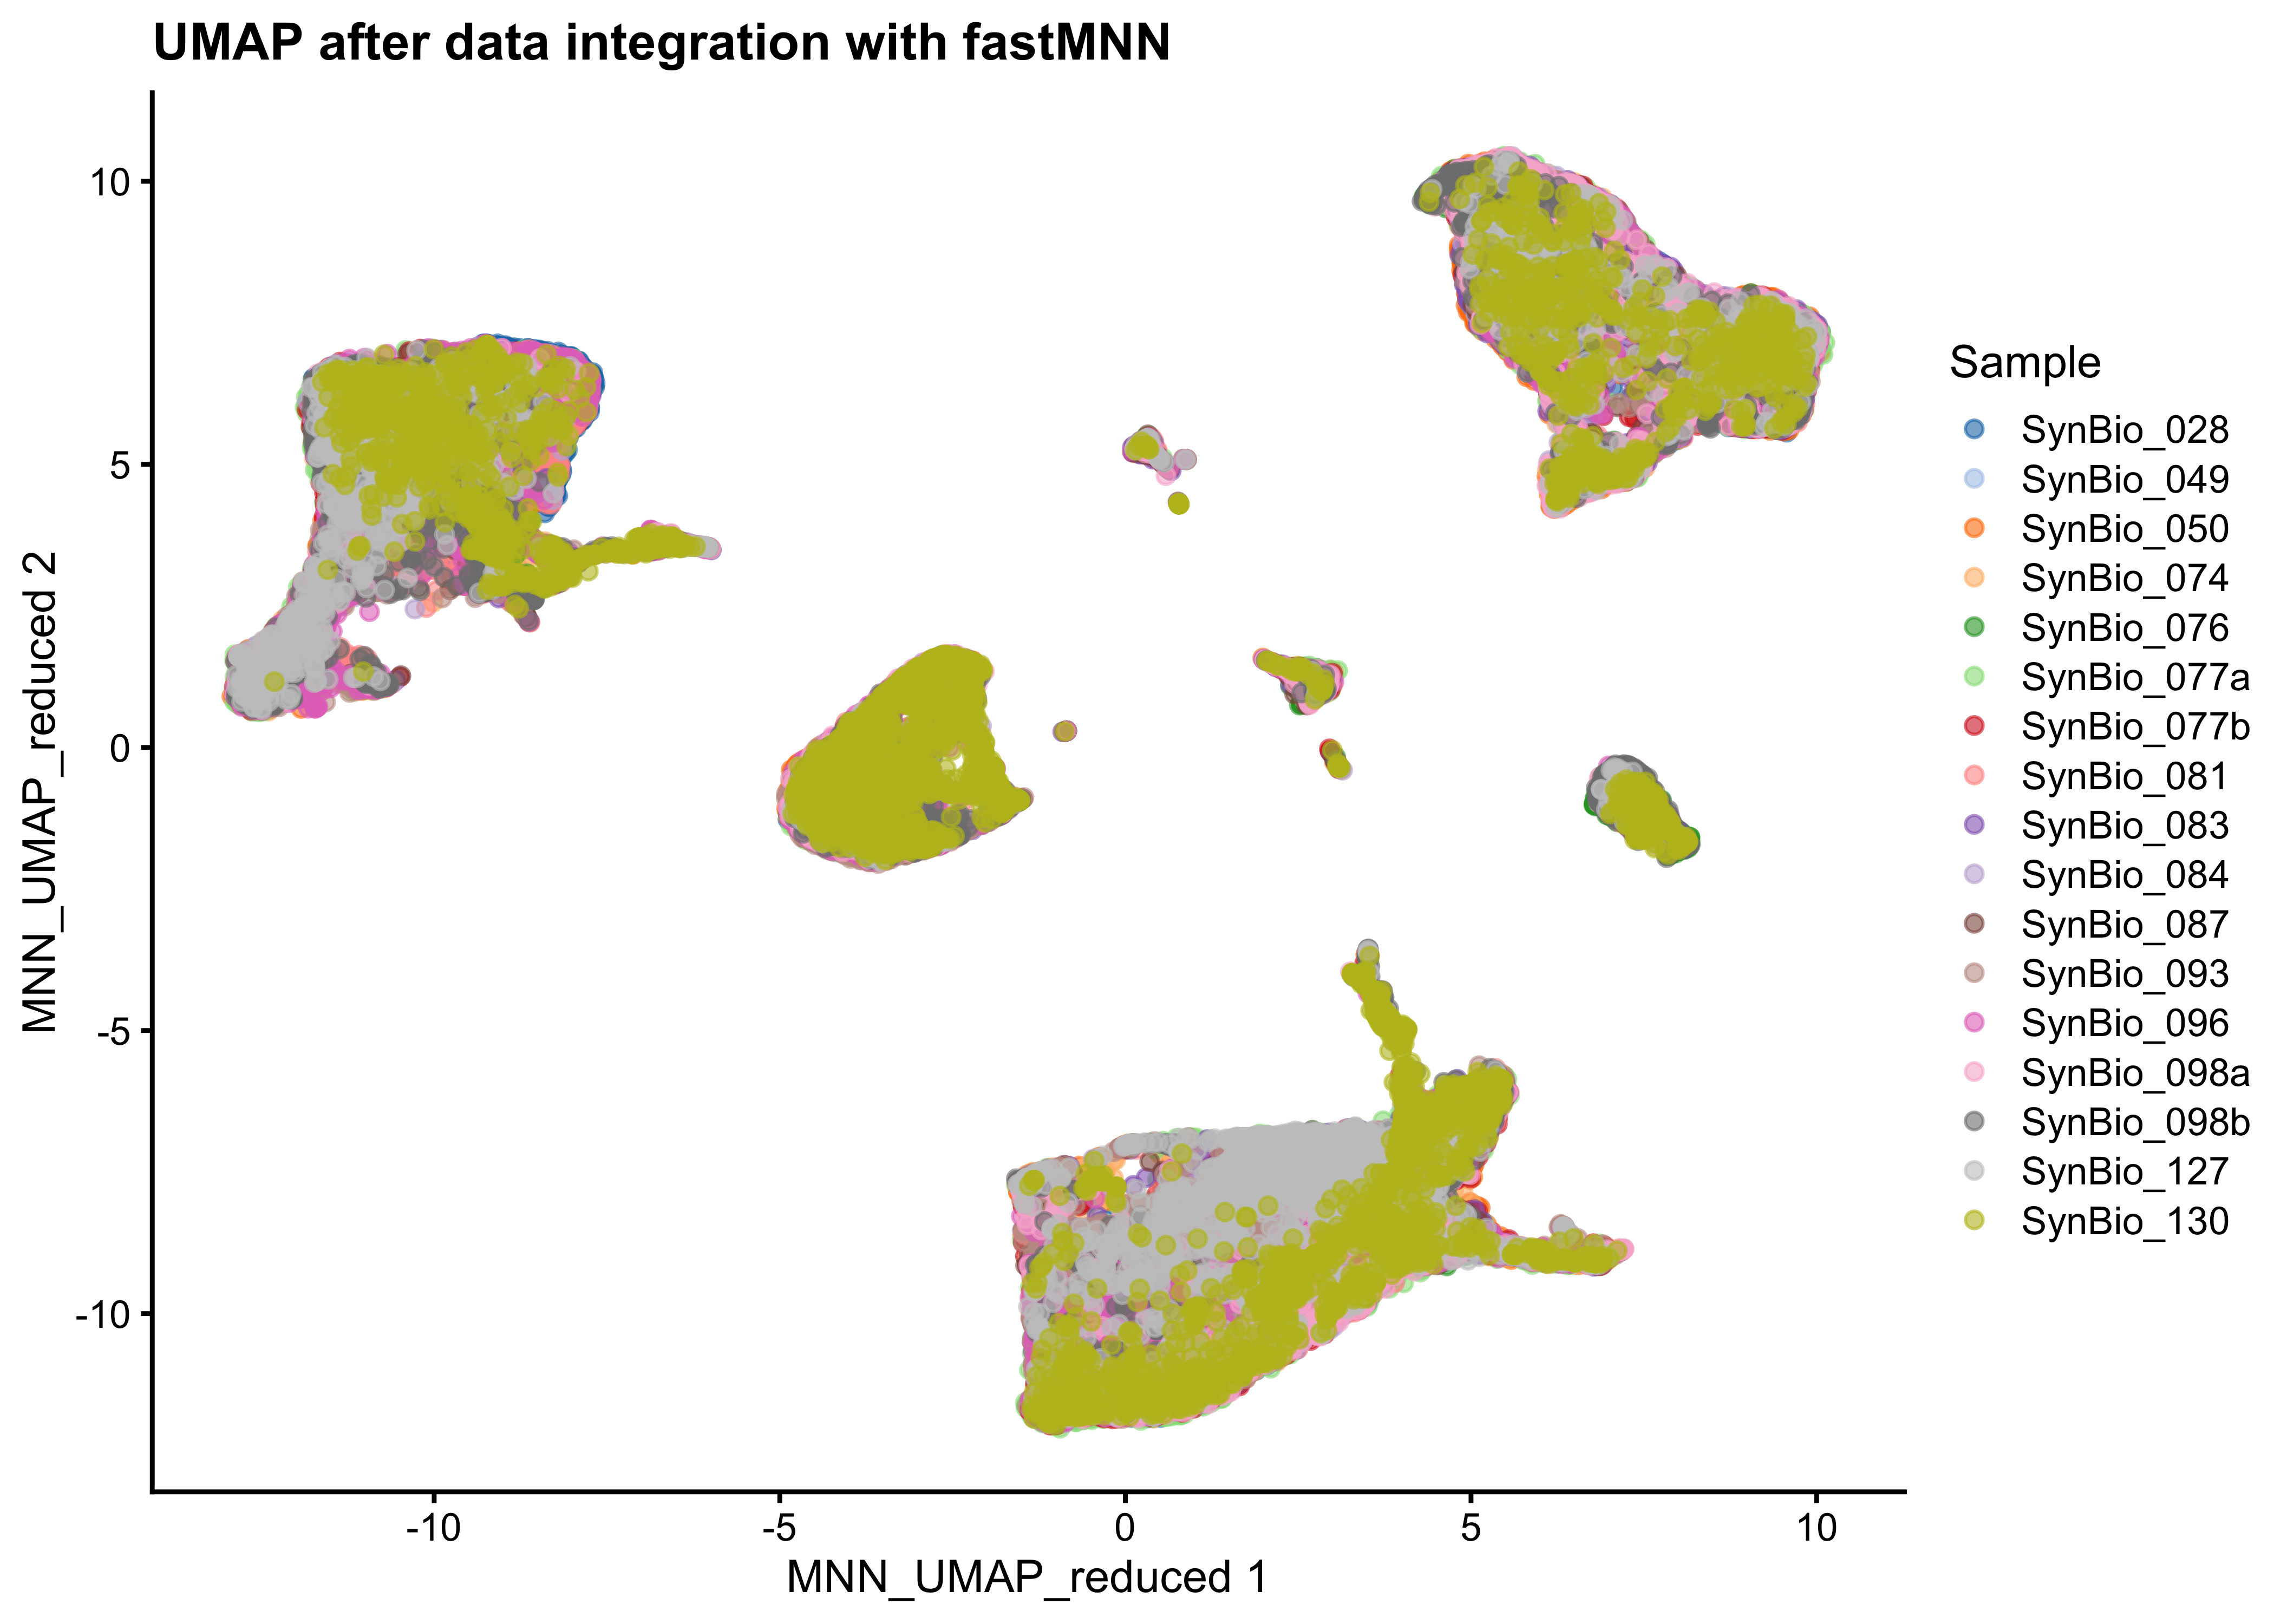 UMAP after data integration with fastMNN
MNN_UMAP_reduced 2
10
5
0
-5
-10
-10
-5
0
5
10
MNN_UMAP_reduced 1
Sample
SynBio_028
SynBio_049
SynBio_050
SynBio_074
SynBio_076
SynBio_077a
SynBio_077b
SynBio_081
SynBio_083
SynBio_084
SynBio_087
SynBio_093
SynBio_096
SynBio_098a
SynBio_098b
SynBio_127
SynBio_130